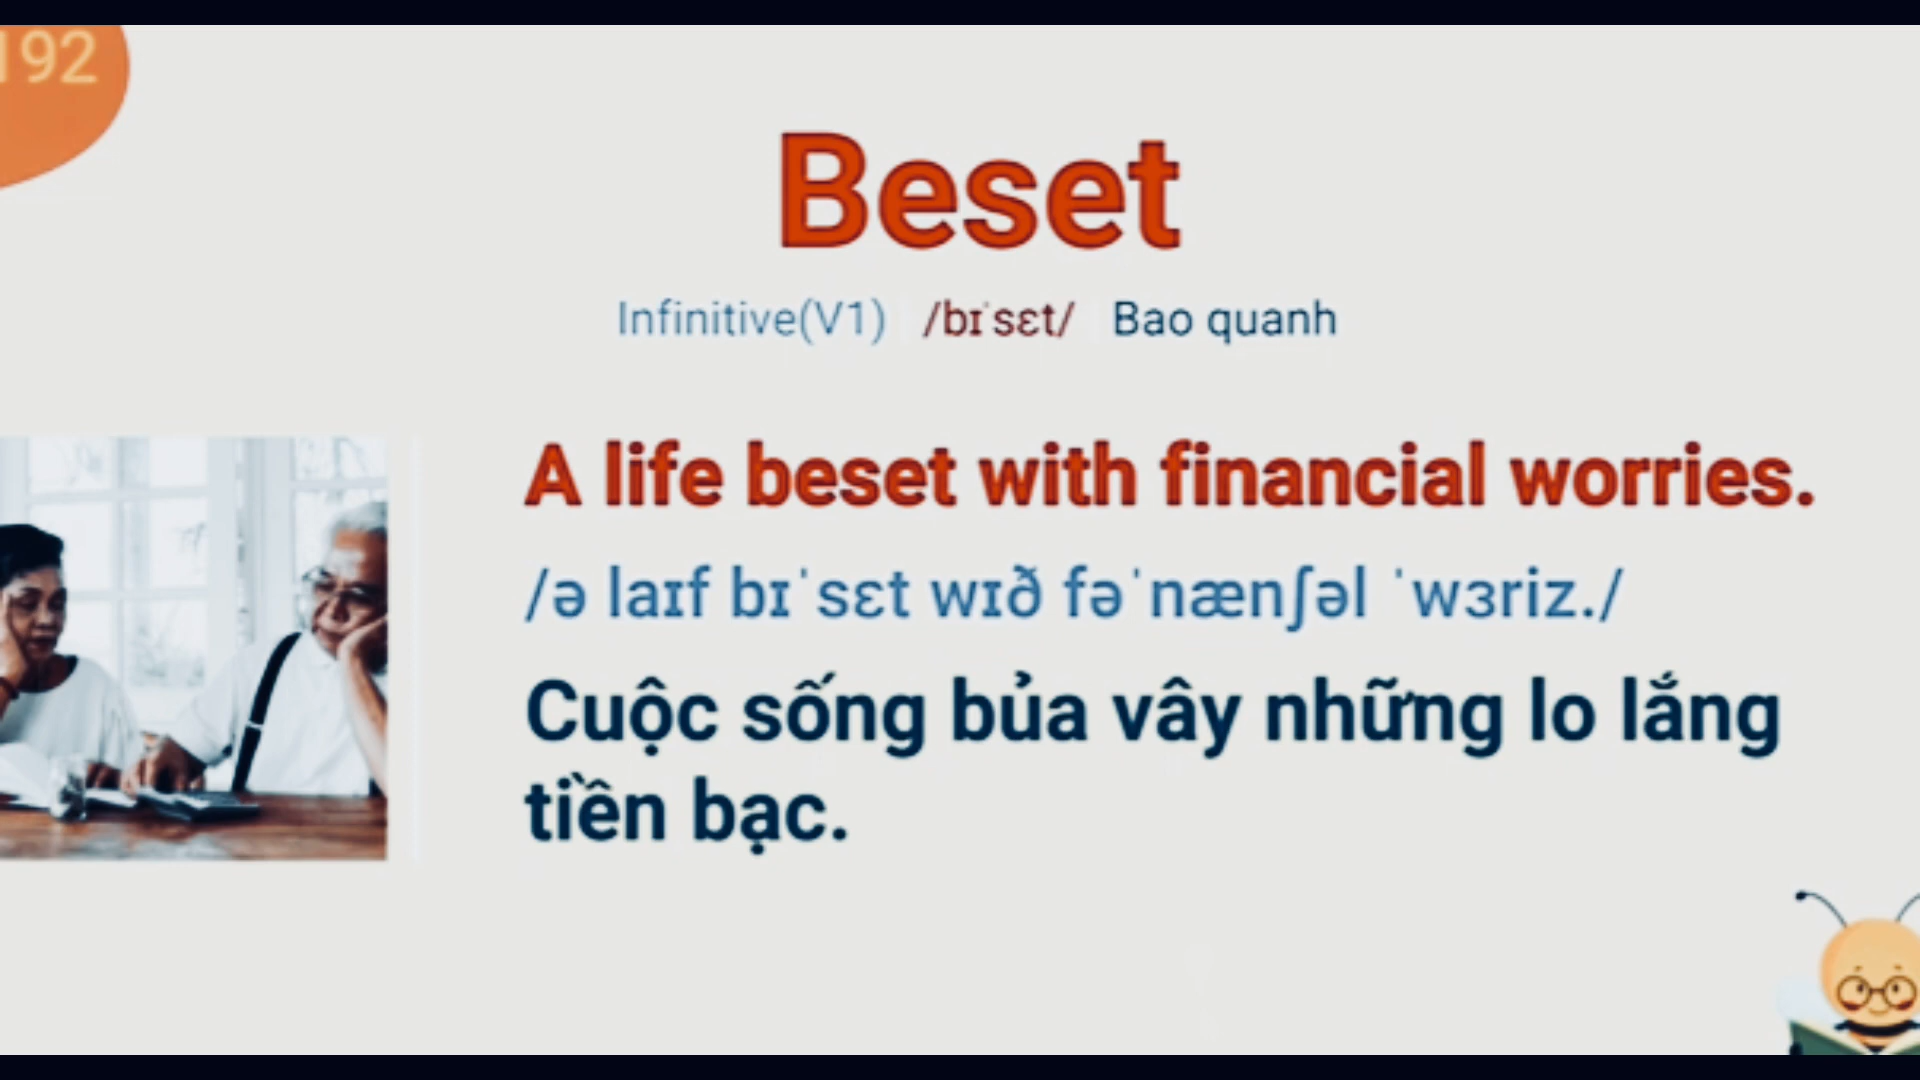 192
Beset
Infinitive(V1) /bɪˈsɛt/ Bao quanh
A life beset with financial worries.
/ə laɪf bɪˈsɛt wɪð fəˈnænʃəl ˈwɜriz./
Cuộc sống bủa vây những lo lắng
tiền bạc.